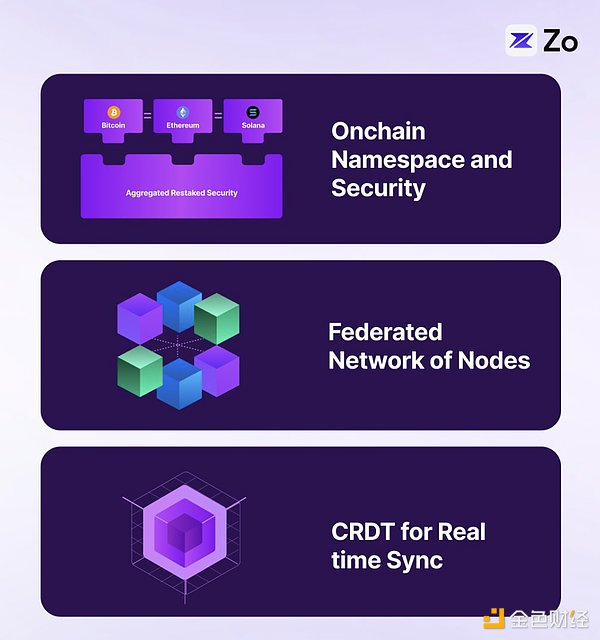 Zo
Bitcoin
=
Ethereum
=
Solana
Aggregated Restaked Security
Onchain
Namespace and
Security
Federated
Network of Nodes
CRDT for Real
time Sync
金色财经